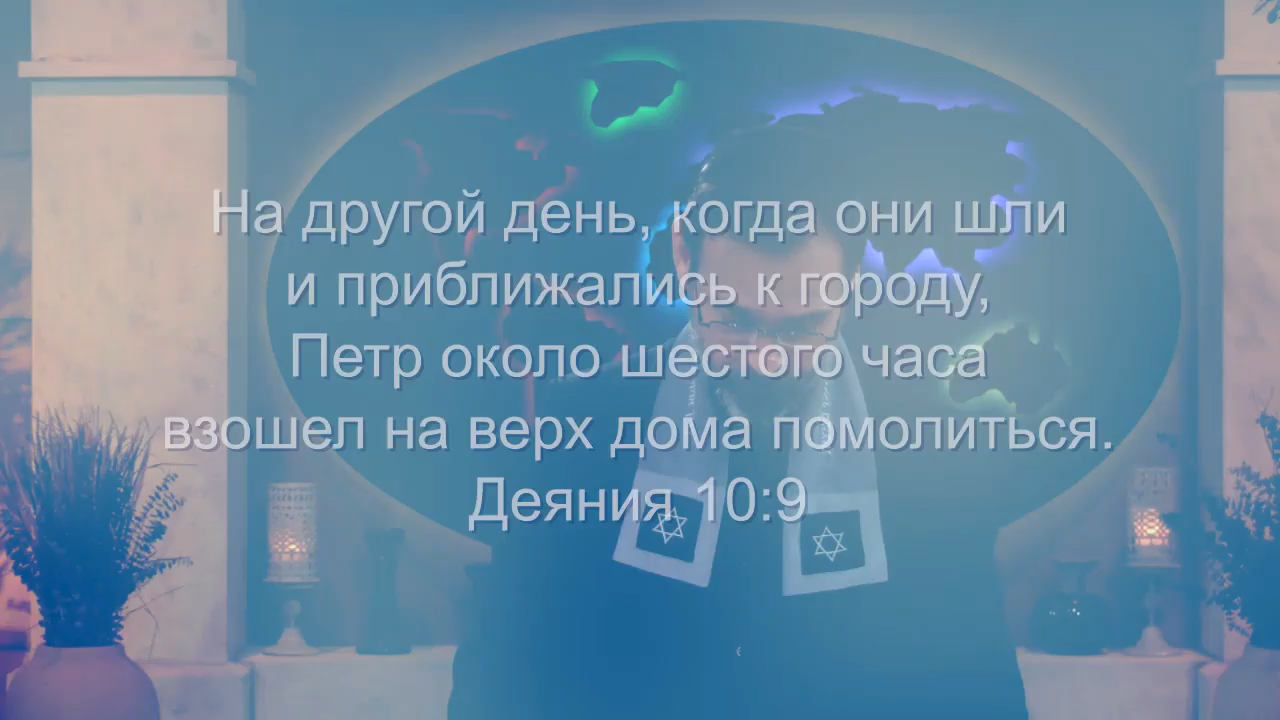 На другой день, когда они шли
и приближались к городу,
Петр около шестого часа
взошел на верх дома помолиться.
Деяния 10:9